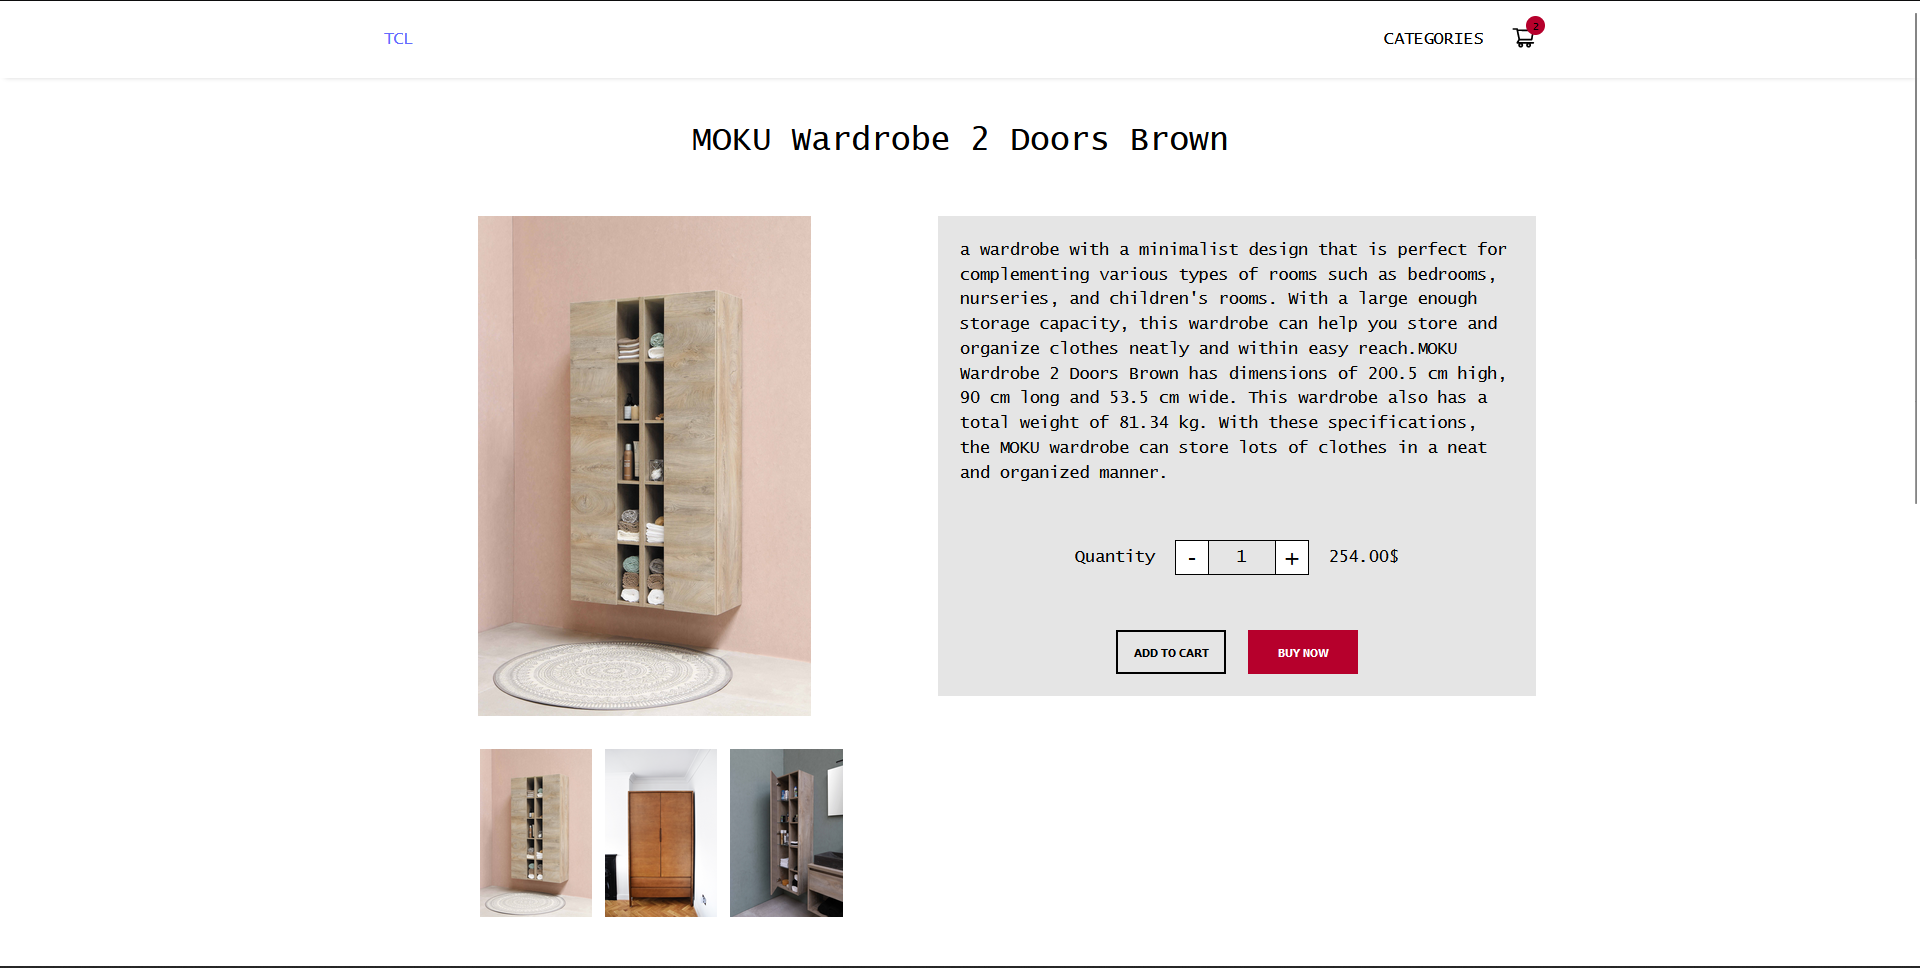 TCL
CATEGORIES
2
MOKU Wardrobe 2 Doors Brown
a wardrobe with a minimalist design that is perfect for
complementing various types of rooms such as bedrooms,
nurseries, and children's rooms. With a large enough
storage capacity, this wardrobe can help you store and
organize clothes neatly and within easy reach.MOKU
Wardrobe 2 Doors Brown has dimensions of 200.5 cm high,
90 cm long and 53.5 cm wide. This wardrobe also has a
total weight of 81.34 kg. With these specifications,
the MOKU wardrobe can store lots of clothes in a neat
and organized manner.
Quantity - 1 + 254.00$
ADD TO CART BUY NOW